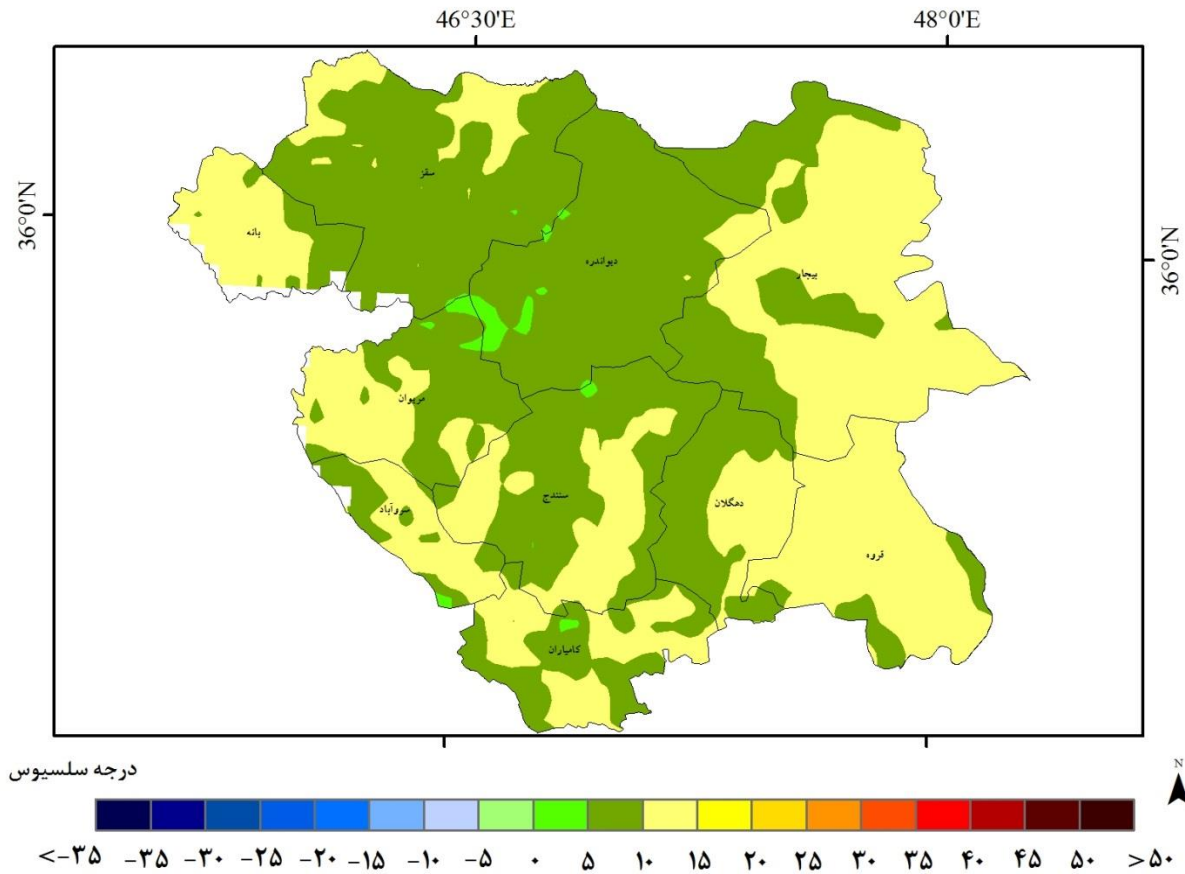 46°30'E 48°0'E
36°0'N
36°0'N
سقز
بانه
دیواندره
بیجار
مریوان
سنندج
سروآباد
دهگلان
قروه
کامیاران
درجه سلسیوس
N
<-۳۵ -۳۵ -۳۰ -۲۵ -۲۰ -۱۵ -۱۰ -۵ ۰ ۵ ۱۰ ۱۵ ۲۰ ۲۵ ۳۰ ۳۵ ۴۰ ۴۵ ۵۰ >۵۰